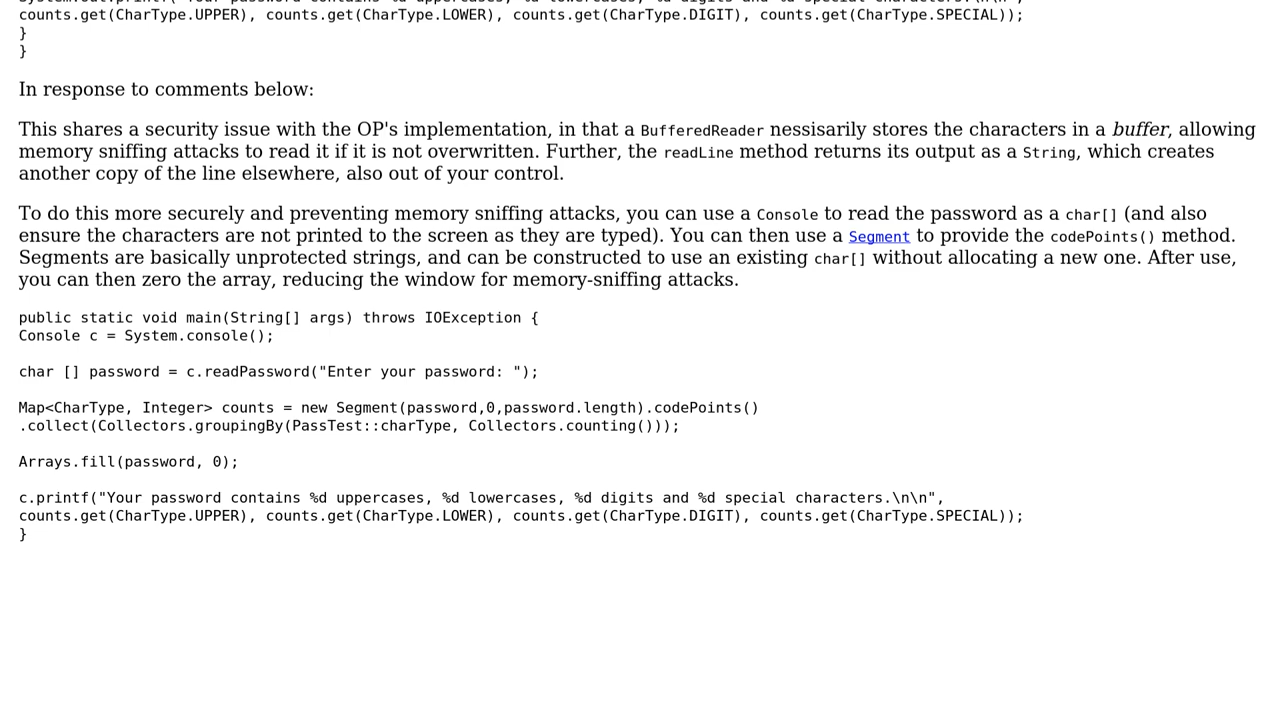 counts.get(CharType.UPPER), counts.get(CharType.LOWER), counts.get(CharType.DIGIT), counts.get(CharType.SPECIAL));
}
}
In response to comments below:
This shares a security issue with the OP's implementation, in that a BufferedReader nessisarily stores the characters in a buffer, allowing
memory sniffing attacks to read it if it is not overwritten. Further, the readLine method returns its output as a String, which creates
another copy of the line elsewhere, also out of your control.
To do this more securely and preventing memory sniffing attacks, you can use a Console to read the password as a char[] (and also
ensure the characters are not printed to the screen as they are typed). You can then use a Segment to provide the codePoints() method.
Segments are basically unprotected strings, and can be constructed to use an existing char[] without allocating a new one. After use,
you can then zero the array, reducing the window for memory-sniffing attacks.
public static void main(String[] args) throws IOException {
Console c = System.console();
char [] password = c.readPassword("Enter your password: ");
Map<CharType, Integer> counts = new Segment(password,0,password.length).codePoints()
.collect(Collectors.groupingBy(PassTest::charType, Collectors.counting()));
Arrays.fill(password, 0);
c.printf("Your password contains %d uppercases, %d lowercases, %d digits and %d special characters.\n\n",
counts.get(CharType.UPPER), counts.get(CharType.LOWER), counts.get(CharType.DIGIT), counts.get(CharType.SPECIAL));
}